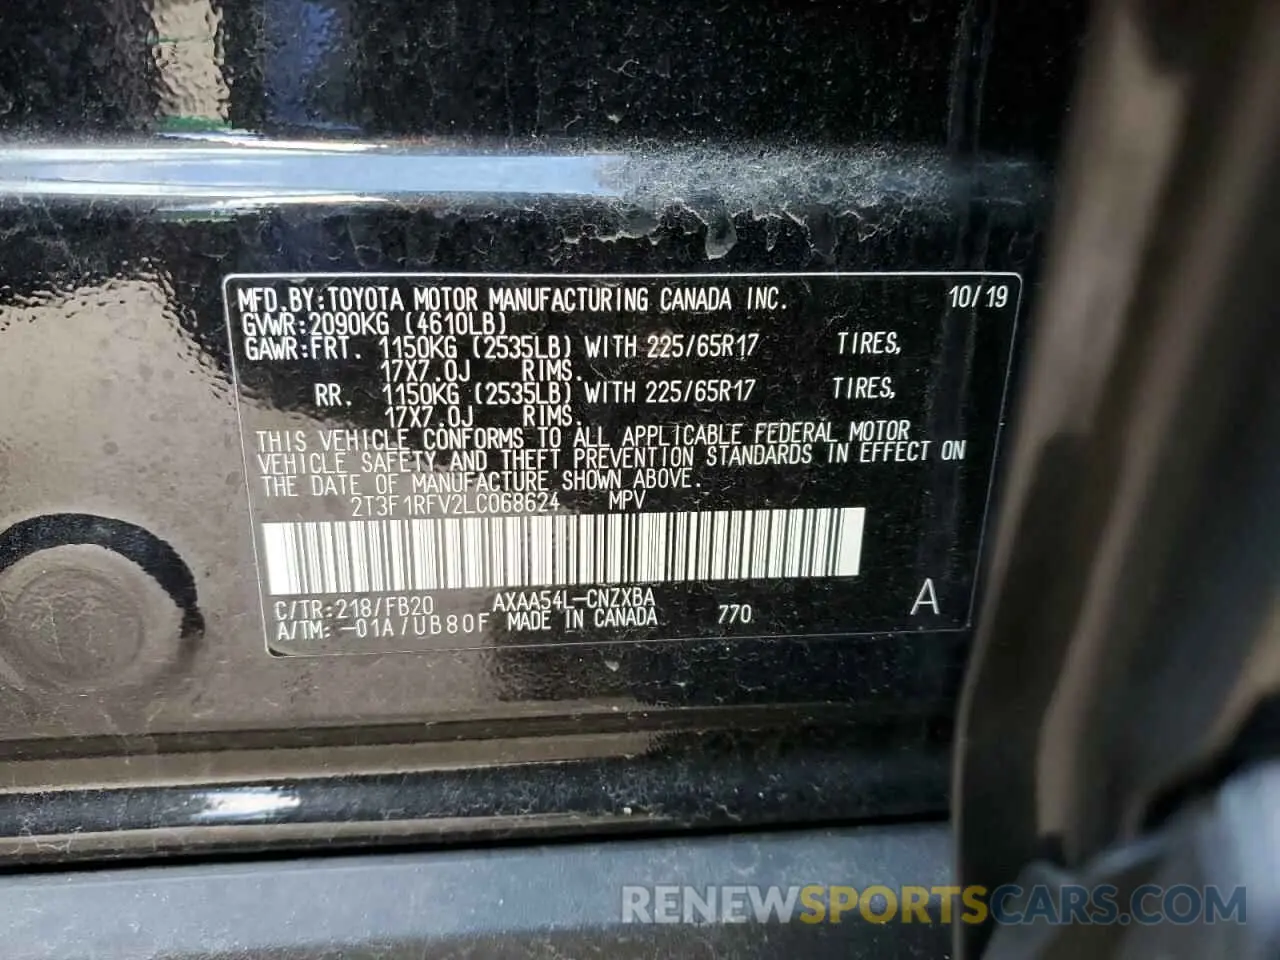 MFD.BY:TOYOTA MOTOR MANUFACTURING CANADA INC. 10/19
GVWR:2090KG (4610LB)
GAWR:FRT. 1150KG (2535LB) WITH 225/65R17 TIRES,
17X7.0J RIMS.
RR. 1150KG (2535LB) WITH 225/65R17 TIRES,
17X7.0J RIMS.
THIS VEHICLE CONFORMS TO ALL APPLICABLE FEDERAL MOTOR
VEHICLE SAFETY AND THEFT PREVENTION STANDARDS IN EFFECT ON
THE DATE OF MANUFACTURE SHOWN ABOVE.
2T3F1RFV2LC068624 MPV
C/TR:218/FB20 AXAA54L-CNZXBA
A/TM: -01A/UB80F MADE IN CANADA 770 A
RENEWSPORTSCARS.COM